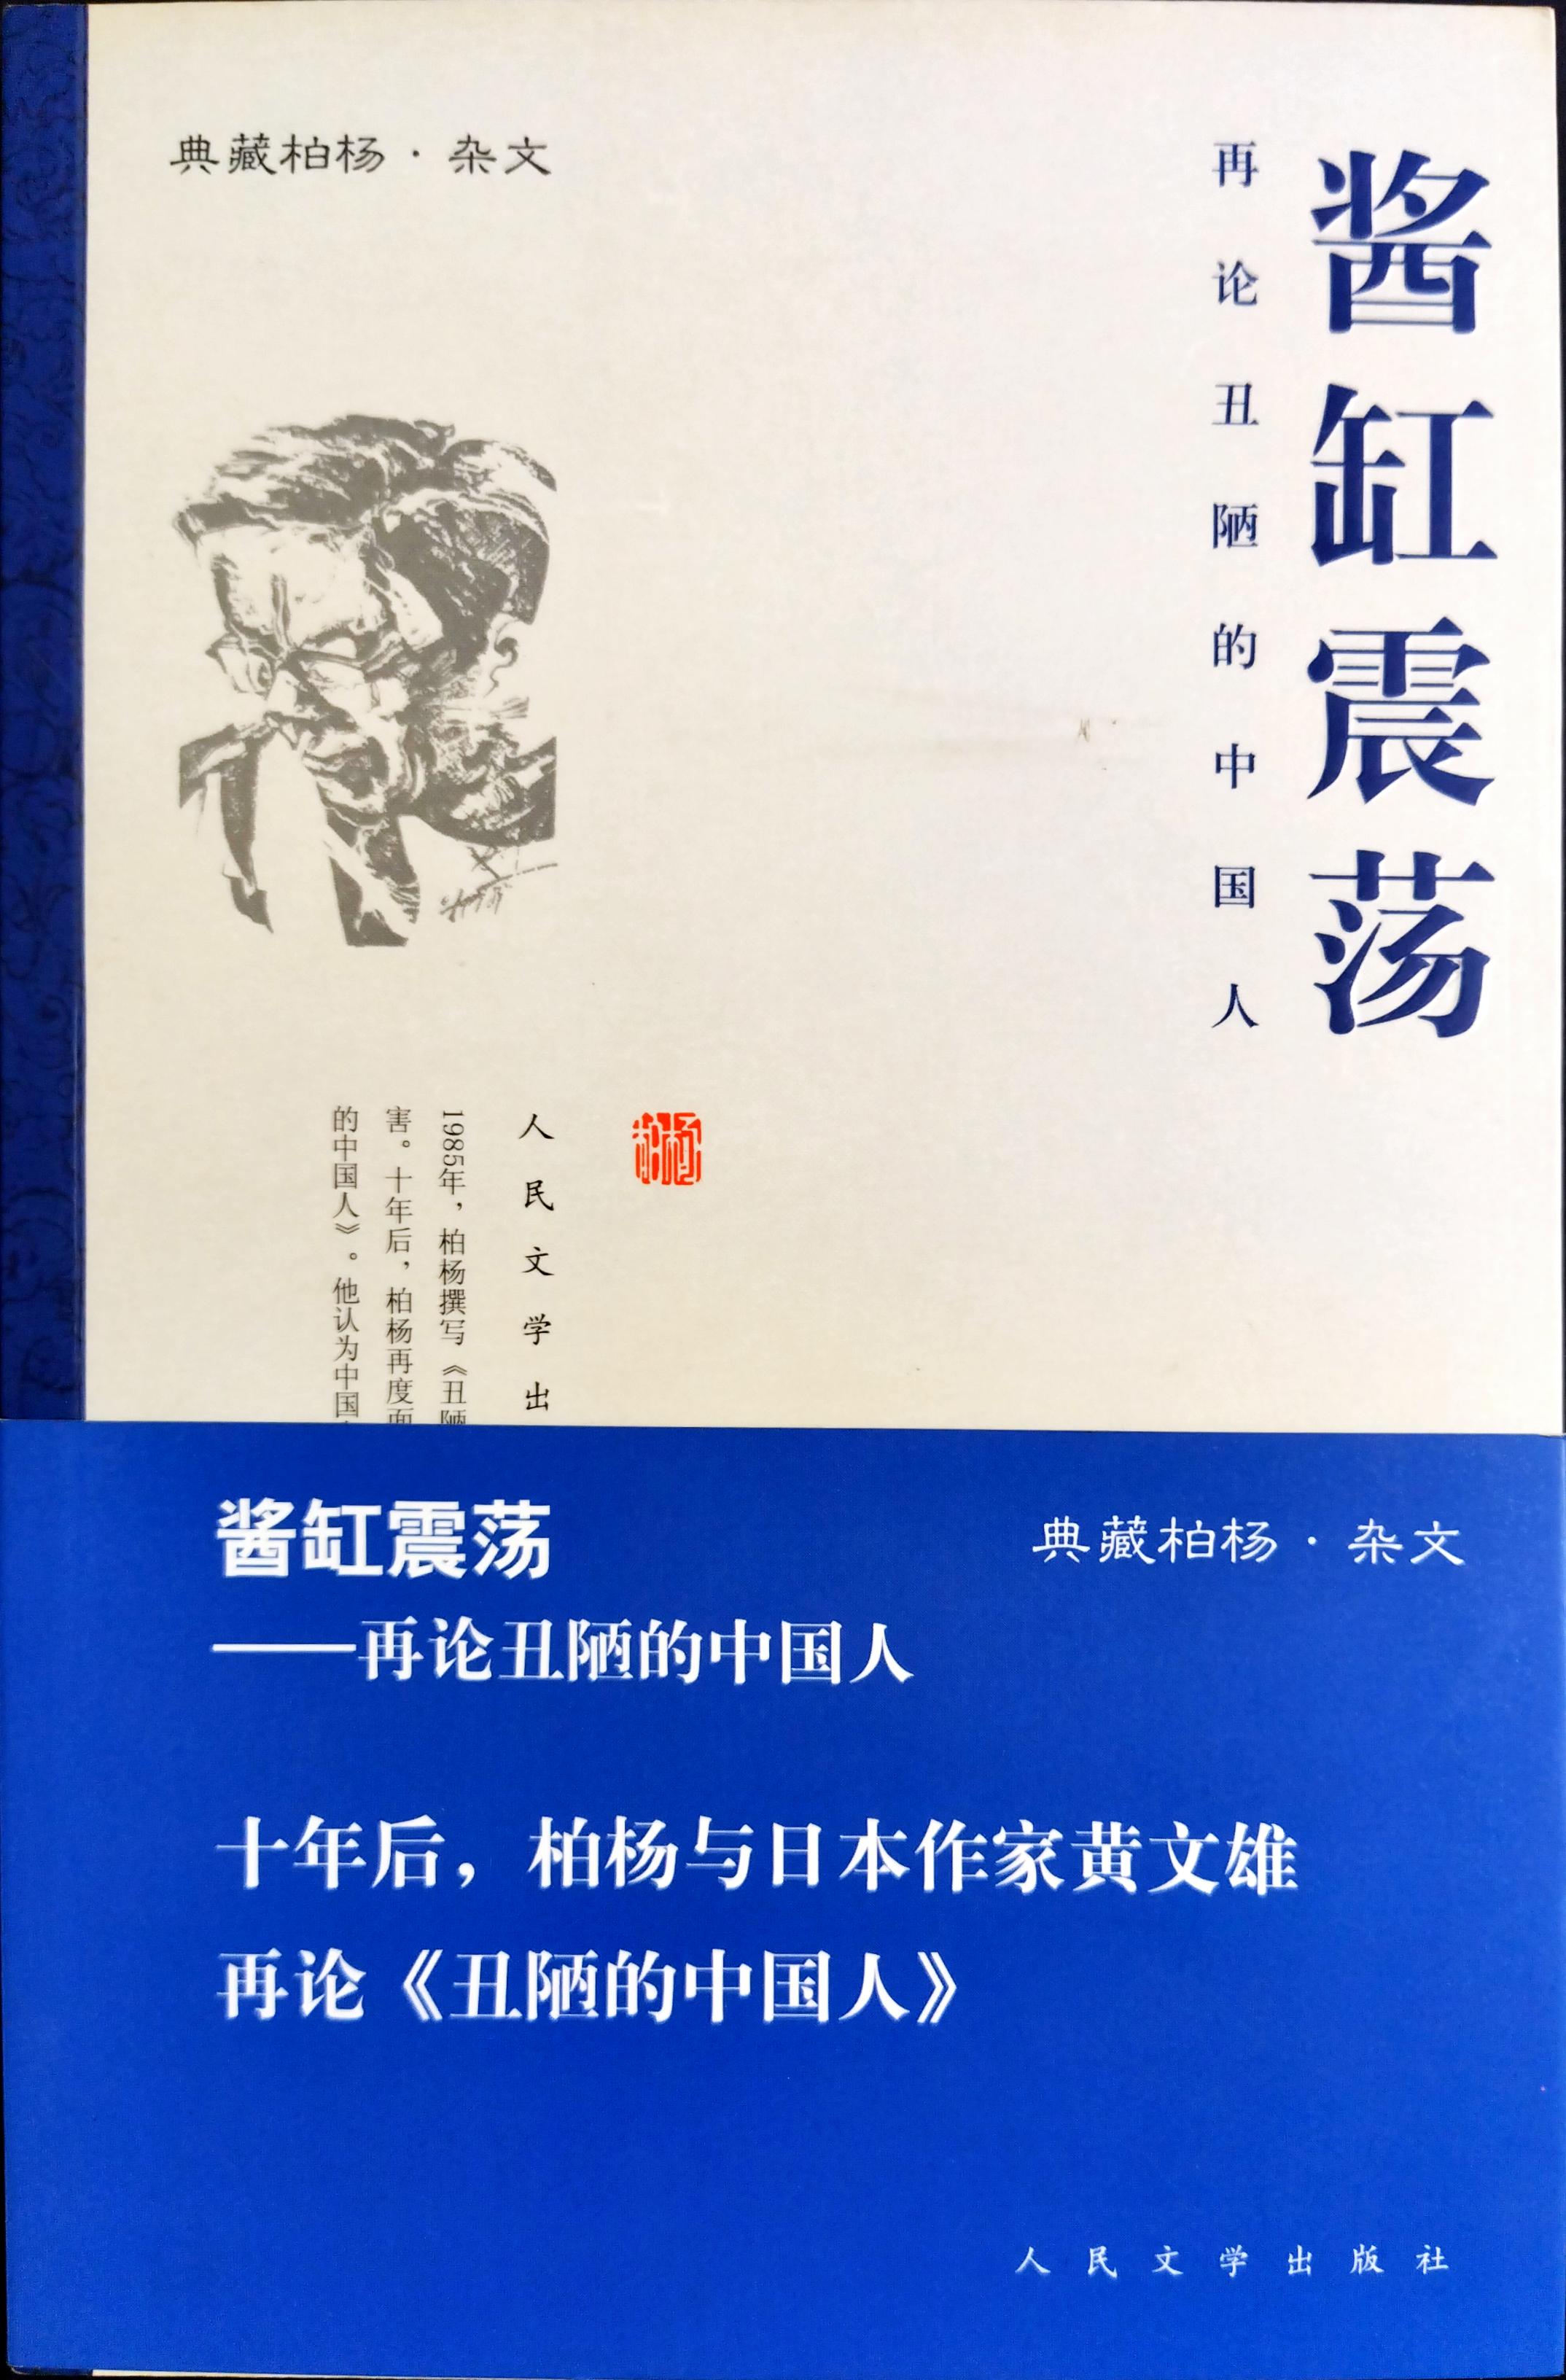 典藏柏杨·杂文
酱缸震荡
再论丑陋的中国人
人民文学出
1985年，柏杨撰写《丑陋
害。十年后，柏杨再度面
的中国人》。他认为中国
酱缸震荡
典藏柏杨·杂文
——再论丑陋的中国人
十年后，柏杨与日本作家黄文雄
再论《丑陋的中国人》
人民文学出版社